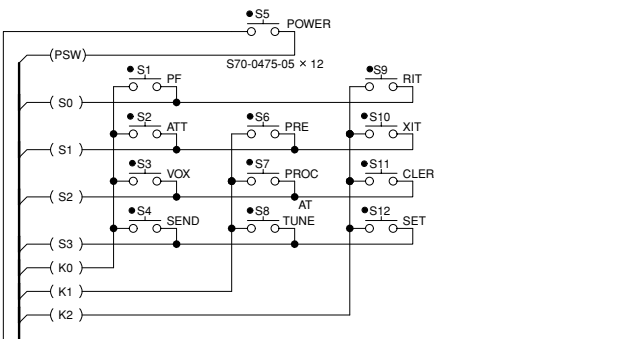 ●S5
POWER
(PSW)
S70-0475-05 × 12
●S1 PF
●S9 RIT
( S0 )
●S2 ATT
●S6 PRE
●S10 XIT
( S1 )
●S3 VOX
●S7 PROC
●S11 CLER
( S2 )
AT
●S4 SEND
●S8 TUNE
●S12 SET
( S3 )
( K0 )
( K1 )
( K2 )